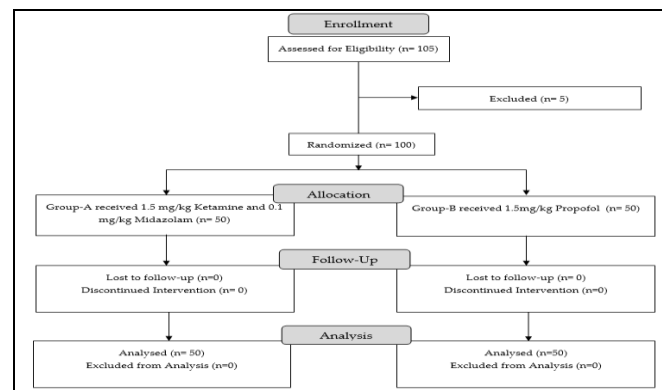 Enrollment
Assessed for Eligibility (n= 105)
Excluded (n= 5)
Randomized (n= 100)
Allocation
Group-A received 1.5 mg/kg Ketamine and 0.1
mg/kg Midazolam (n= 50)
Group-B received 1.5mg/kg Propofol (n= 50)
Follow-Up
Lost to follow-up (n=0)
Discontinued Intervention (n= 0)
Lost to follow-up (n= 0)
Discontinued Intervention (n=0)
Analysis
Analysed (n= 50)
Excluded from Analysis (n=0)
Analysed (n=50)
Excluded from Analysis (n=0)